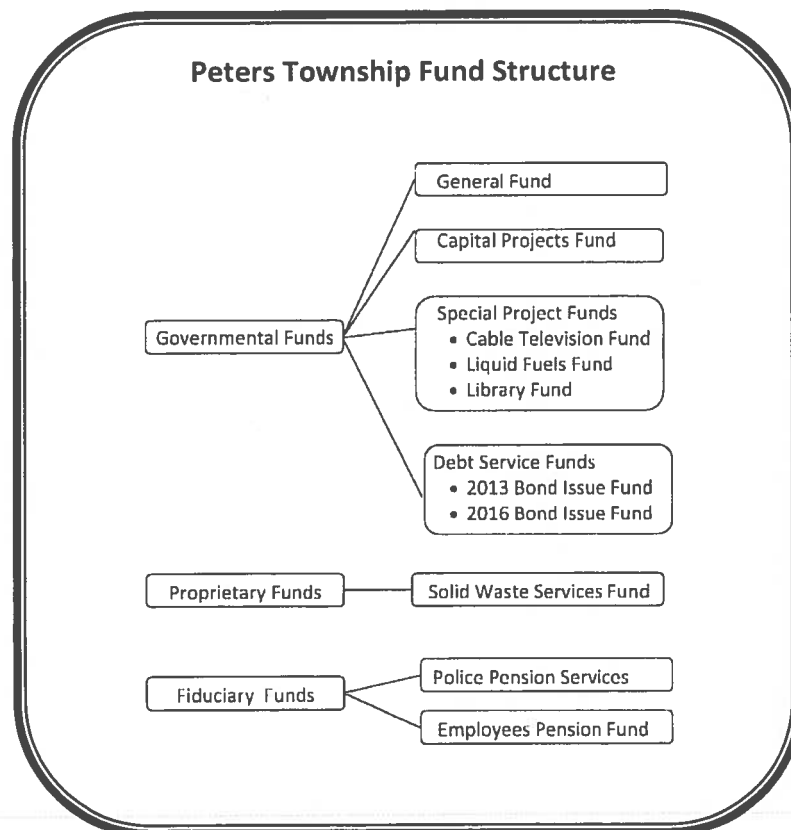 Peters Township Fund Structure
General Fund
Capital Projects Fund
Governmental Funds
Special Project Funds
• Cable Television Fund
• Liquid Fuels Fund
• Library Fund
Debt Service Funds
• 2013 Bond Issue Fund
• 2016 Bond Issue Fund
Proprietary Funds
Solid Waste Services Fund
Fiduciary Funds
Police Pension Services
Employees Pension Fund